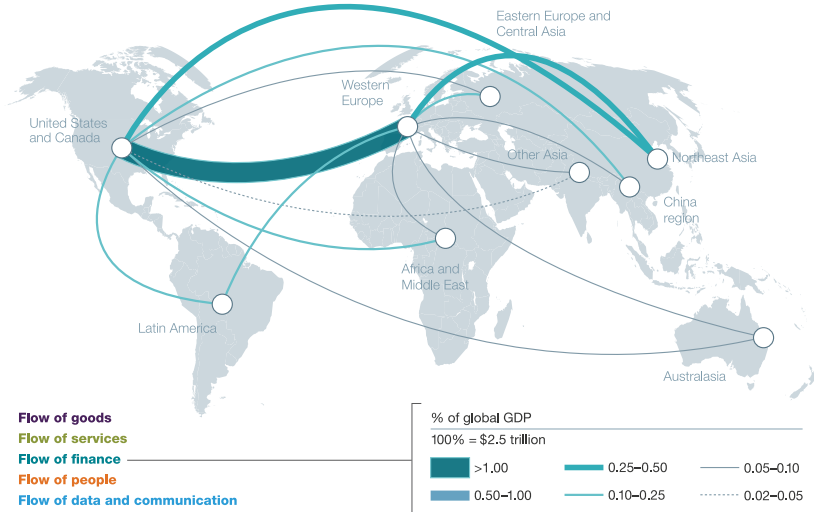 Eastern Europe and
Central Asia
Western
Europe
United States
and Canada
Other Asia
Northeast Asia
China
region
Africa and
Middle East
Latin America
Australasia
Flow of goods
Flow of services
Flow of finance
Flow of people
Flow of data and communication
% of global GDP
100% = $2.5 trillion
>1.00
0.25–0.50
0.05–0.10
0.50–1.00
0.10–0.25
0.02–0.05